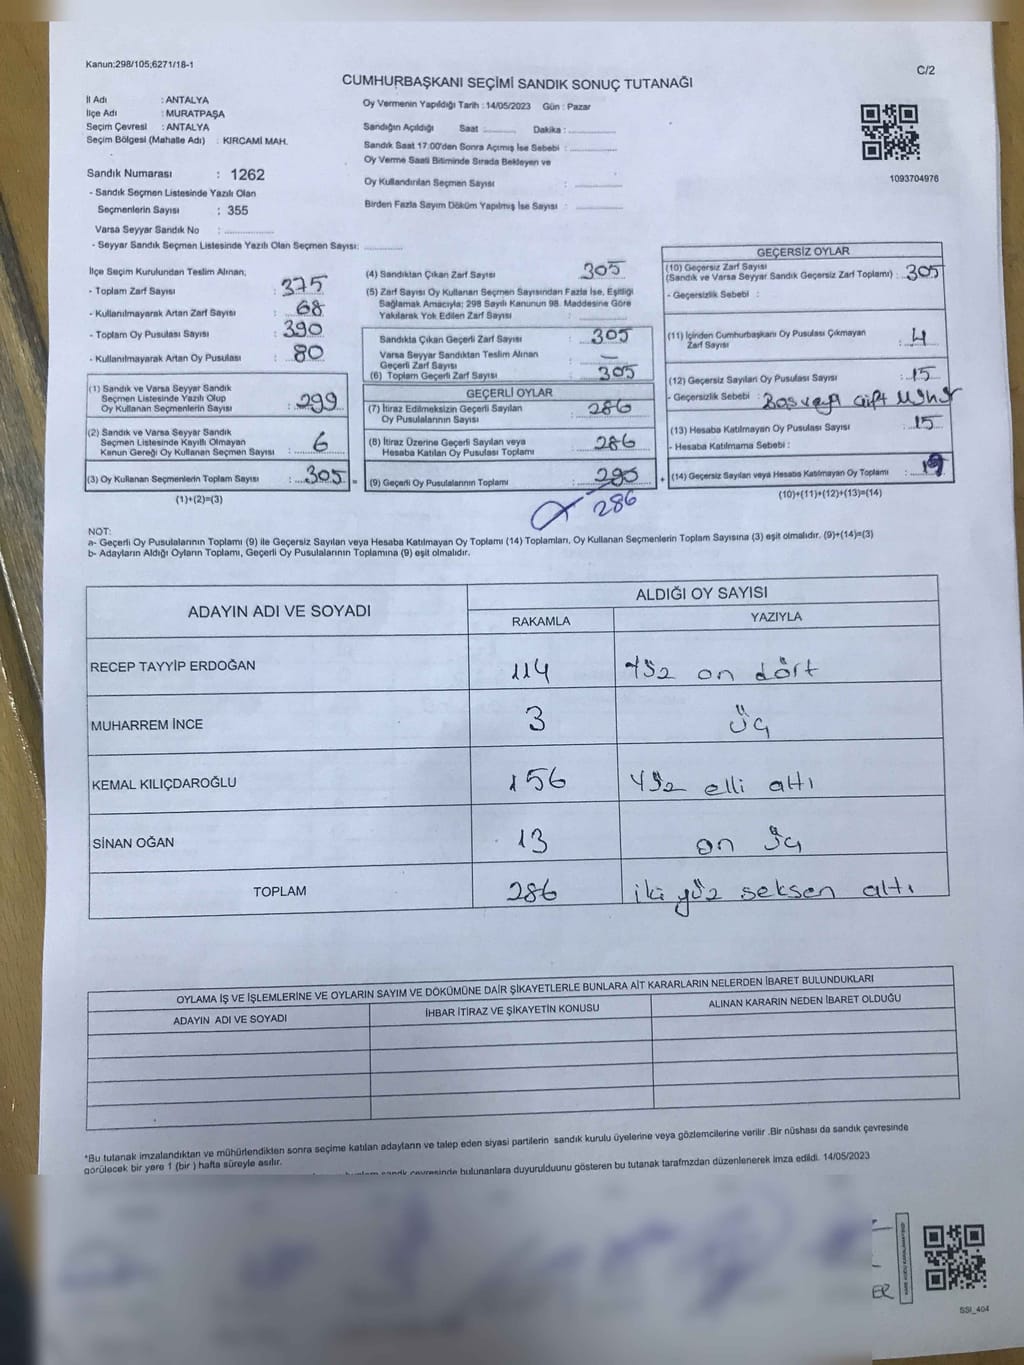 Kanun:298/105;6271/18-1
C/2
CUMHURBAŞKANI SEÇİMİ SANDIK SONUÇ TUTANAĞI
İl Adı : ANTALYA
İlçe Adı : MURATPAŞA
Seçim Çevresi : ANTALYA
Seçim Bölgesi (Mahalle Adı) : KIRCAMİ MAH.
Sandık Numarası : 1262
- Sandık Seçmen Listesinde Yazılı Olan
Seçmenlerin Sayısı : 355
Varsa Seyyar Sandık No : ............
- Seyyar Sandık Seçmen Listesinde Yazılı Olan Seçmen Sayısı: ............
Oy Vermenin Yapıldığı Tarih : 14/05/2023 Gün : Pazar
Sandığın Açıldığı Saat ........... Dakika : ...............
Sandık Saat 17:00'den Sonra Açımış İse Sebebi : ...............
Oy Verme Saati Bitiminde Sırada Bekleyen ve
Oy Kullandırılan Seçmen Sayısı : ...............
Birden Fazla Sayım Döküm Yapılmış İse Sayısı : ...............
1093704976
İlçe Seçim Kurulundan Teslim Alınan;
- Toplam Zarf Sayısı : 375
- Kullanılmayarak Artan Zarf Sayısı : 68
- Toplam Oy Pusulası Sayısı : 390
- Kullanılmayarak Artan Oy Pusulası : 80
(1) Sandık ve Varsa Seyyar Sandık
Seçmen Listesinde Yazılı Olup
Oy Kullanan Seçmenlerin Sayısı : 299
(2) Sandık ve Varsa Seyyar Sandık
Seçmen Listesinde Kayıtlı Olmayan
Kanun Gereği Oy Kullanan Seçmen Sayısı : 6
(3) Oy Kullanan Seçmenlerin Toplam Sayısı : 305 =
(1)+(2)=(3)
(4) Sandıktan Çıkan Zarf Sayısı 305
(5) Zarf Sayısı Oy Kullanan Seçmen Sayısından Fazla İse, Eşitliği
Sağlamak Amacıyla; 298 Sayılı Kanunun 98. Maddesine Göre
Yakılarak Yok Edilen Zarf Sayısı : ...............
Sandıkta Çıkan Geçerli Zarf Sayısı : 305
Varsa Seyyar Sandıktan Teslim Alınan
Geçerli Zarf Sayısı : —
(6) Toplam Geçerli Zarf Sayısı : 305
GEÇERLİ OYLAR
(7) İtiraz Edilmeksizin Geçerli Sayılan
Oy Pusulalarının Sayısı : 286
(8) İtiraz Üzerine Geçerli Sayılan veya
Hesaba Katılan Oy Pusulası Toplamı : 286
(9) Geçerli Oy Pusulalarının Toplamı : +
286
GEÇERSİZ OYLAR
(10) Geçersiz Zarf Sayısı
(Sandık ve Varsa Seyyar Sandık Geçersiz Zarf Toplamı) : 305
- Geçersizlik Sebebi :
(11) İçinden Cumhurbaşkanı Oy Pusulası Çıkmayan
Zarf Sayısı : 4
(12) Geçersiz Sayılan Oy Pusulası Sayısı : 15
- Geçersizlik Sebebi : Boş veya çift Mühür
(13) Hesaba Katılmayan Oy Pusulası Sayısı : 15
- Hesaba Katılmama Sebebi :
(14) Geçersiz Sayılan veya Hesaba Katılmayan Oy Toplamı : 19
(10)+(11)+(12)+(13)=(14)
NOT:
a- Geçerli Oy Pusulalarının Toplamı (9) ile Geçersiz Sayılan veya Hesaba Katılmayan Oy Toplamı (14) Toplamları, Oy Kullanan Seçmenlerin Toplam Sayısına (3) eşit olmalıdır. (9)+(14)=(3)
b- Adayların Aldığı Oyların Toplamı, Geçerli Oy Pusulalarının Toplamına (9) eşit olmalıdır.
ADAYIN ADI VE SOYADI
ALDIĞI OY SAYISI
RAKAMLA YAZIYLA
RECEP TAYYİP ERDOĞAN 114 yüz on dört
MUHARREM İNCE 3 üç
KEMAL KILIÇDAROĞLU 156 yüz elli altı
SİNAN OĞAN 13 on üç
TOPLAM 286 iki yüz seksen altı
OYLAMA İŞ VE İŞLEMLERİNE VE OYLARIN SAYIM VE DÖKÜMÜNE DAİR ŞİKAYETLERLE BUNLARA AİT KARARLARIN NELERDEN İBARET BULUNDUKLARI
ADAYIN ADI VE SOYADI İHBAR İTİRAZ VE ŞİKAYETİN KONUSU ALINAN KARARIN NEDEN İBARET OLDUĞU
*Bu tutanak imzalandıktan ve mühürlendikten sonra seçime katılan adayların ve talep eden siyasi partilerin sandık kurulu üyelerine veya gözlemcilerine verilir .Bir nüshası da sandık çevresinde
görülecek bir yere 1 (bir ) hafta süreyle asılır.
sandık çevresinde bulunanlara duyurulduunu gösteren bu tutanak tarafmzdan düzenlenerek imza edildi. 14/05/2023
ER
SSI_404